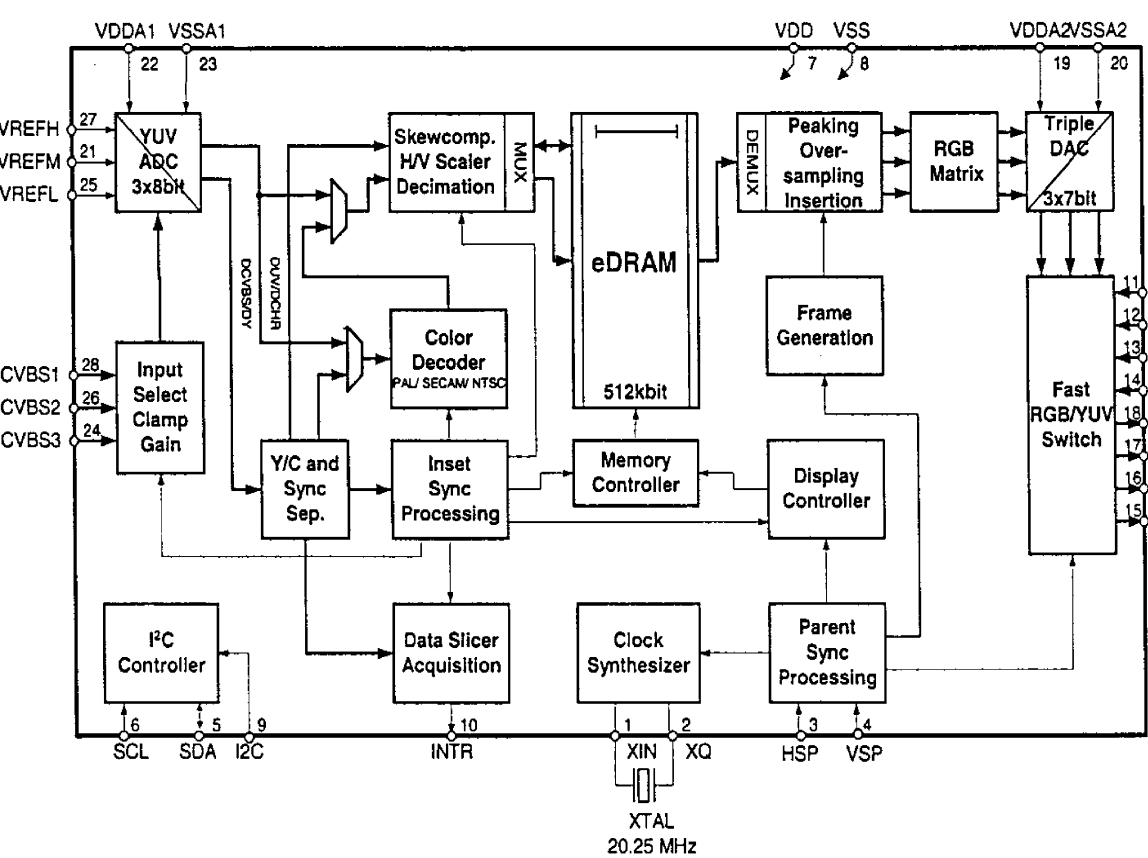 VDDA1 VSSA1 VDD VSS VDDA2 VSSA2
22 23 7 8 19 20
VREFH 27
VREFM 21
VREFL 25
YUV
ADC
3x8bit
Skewcomp.
H/V Scaler
Decimation
MUX
eDRAM
512kbit
DEMUX
Peaking
Over-
sampling
Insertion
RGB
Matrix
Triple
DAC
3x7bit
DCVBS/DY
DUV/DCHR
Frame
Generation
Color
Decoder
PAL/ SECAM/ NTSC
CVBS1 28
CVBS2 26
CVBS3 24
Input
Select
Clamp
Gain
Fast
RGB/YUV
Switch
11
12
13
14
18
17
16
15
Y/C and
Sync
Sep.
Inset
Sync
Processing
Memory
Controller
Display
Controller
I²C
Controller
Data Slicer
Acquisition
Clock
Synthesizer
Parent
Sync
Processing
6 5 9 10 1 2 3 4
SCL SDA I2C INTR XIN XQ HSP VSP
XTAL
20.25 MHz